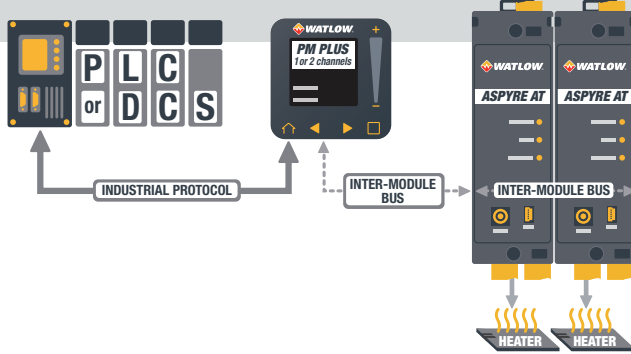 P L C
or D C S
WATLOW
PM PLUS
1 or 2 channels
INDUSTRIAL PROTOCOL
INTER-MODULE
BUS
WATLOW.
ASPYRE AT
WATLOW.
ASPYRE AT
INTER-MODULE BUS
HEATER
HEATER